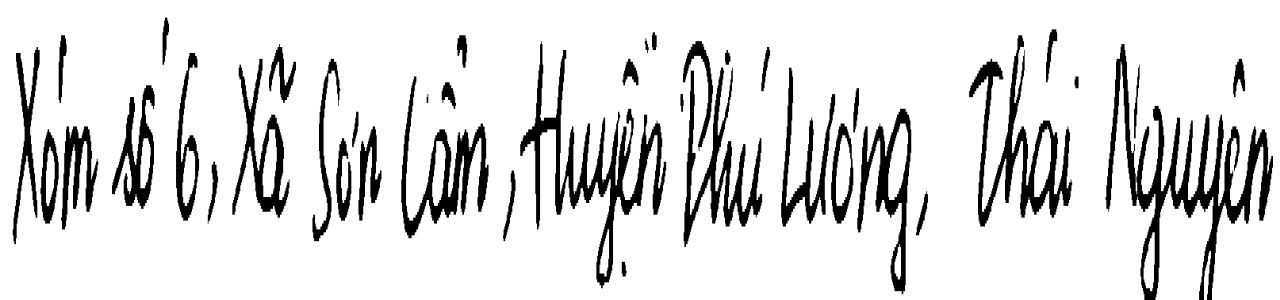 Xóm số 6, Xã Sơn Cẩm, Huyện Phú Lương, Thái Nguyên